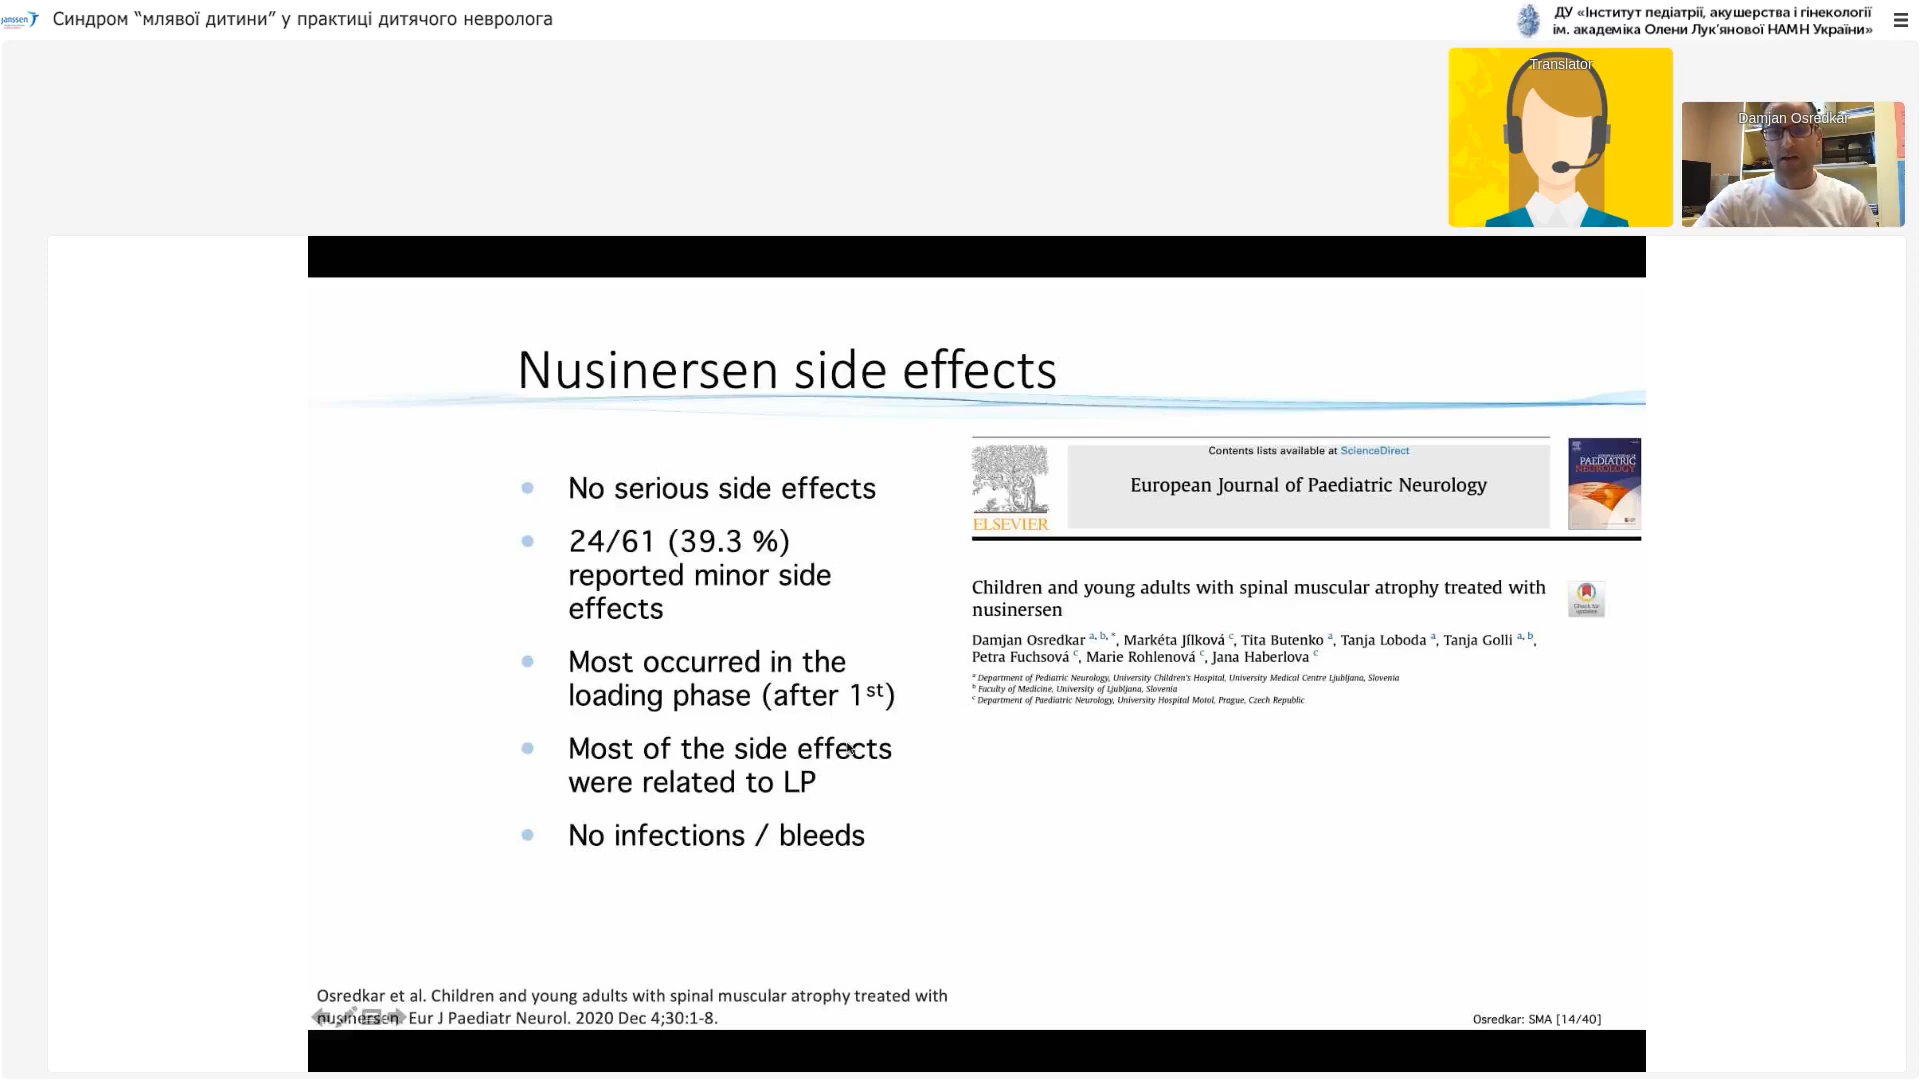 janssen
Синдром “млявої дитини” у практиці дитячого невролога
ДУ «Інститут педіатрії, акушерства і гінекології
ім. академіка Олени Лук’янової НАМН України»
Translator
Damjan Osredkar
Nusinersen side effects
No serious side effects
24/61 (39.3 %)
reported minor side
effects
Most occurred in the
loading phase (after 1st)
Most of the side effects
were related to LP
No infections / bleeds
Contents lists available at ScienceDirect
European Journal of Paediatric Neurology
ELSEVIER
PAEDIATRIC
NEUROLOGY
Children and young adults with spinal muscular atrophy treated with
nusinersen
Check for
updates
Damjan Osredkar a, b, *, Markéta Jílková c, Tita Butenko a, Tanja Loboda a, Tanja Golli a, b,
Petra Fuchsová c, Marie Rohlenová c, Jana Haberlova c
a Department of Pediatric Neurology, University Children's Hospital, University Medical Centre Ljubljana, Slovenia
b Faculty of Medicine, University of Ljubljana, Slovenia
c Department of Paediatric Neurology, University Hospital Motol, Prague, Czech Republic
Osredkar et al. Children and young adults with spinal muscular atrophy treated with
nusinersen. Eur J Paediatr Neurol. 2020 Dec 4;30:1-8.
Osredkar: SMA [14/40]